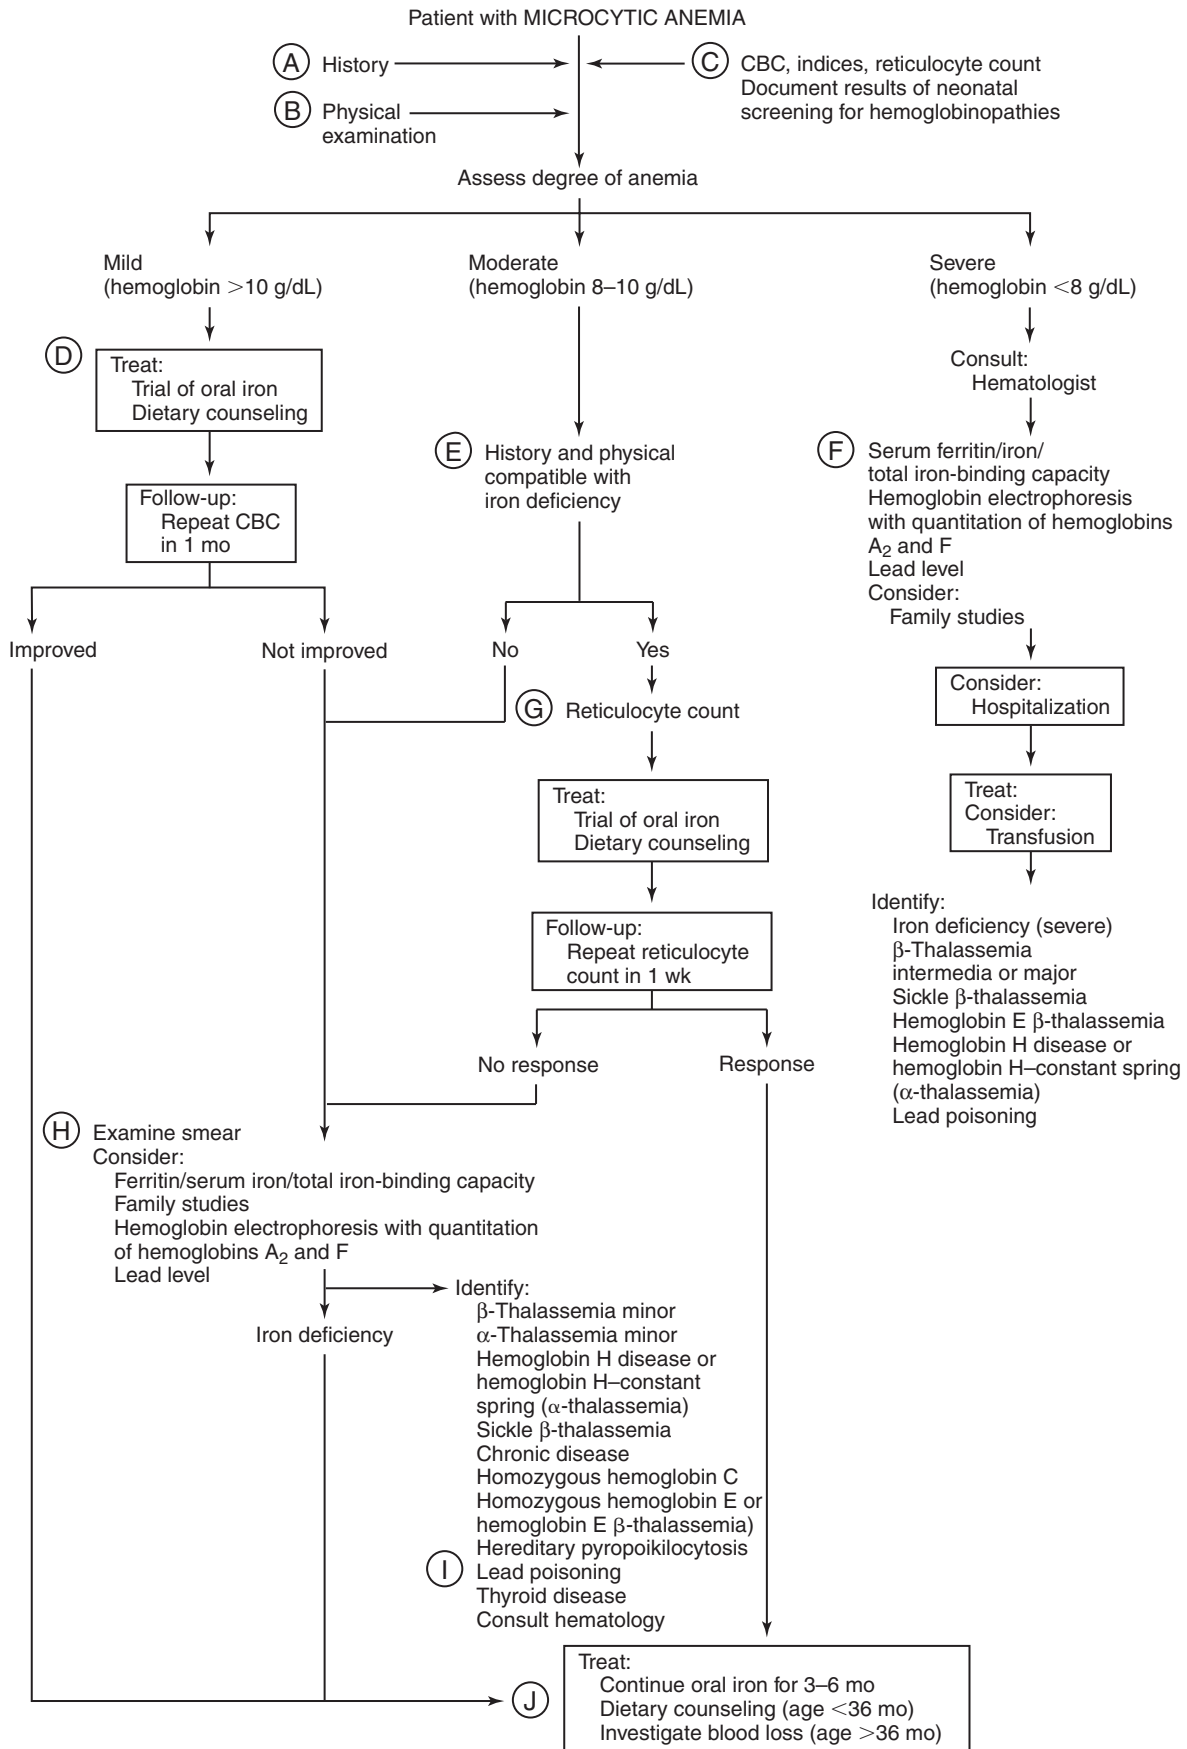 Patient with MICROCYTIC ANEMIA
A History
C CBC, indices, reticulocyte count
Document results of neonatal
screening for hemoglobinopathies
B Physical
examination
Assess degree of anemia
Mild
(hemoglobin >10 g/dL)
Moderate
(hemoglobin 8–10 g/dL)
Severe
(hemoglobin <8 g/dL)
D
Treat:
Trial of oral iron
Dietary counseling
Follow-up:
Repeat CBC
in 1 mo
Improved
Not improved
E History and physical
compatible with
iron deficiency
No
Yes
G Reticulocyte count
Treat:
Trial of oral iron
Dietary counseling
Follow-up:
Repeat reticulocyte
count in 1 wk
No response
Response
Consult:
Hematologist
F Serum ferritin/iron/
total iron-binding capacity
Hemoglobin electrophoresis
with quantitation of hemoglobins
A₂ and F
Lead level
Consider:
Family studies
Consider:
Hospitalization
Treat:
Consider:
Transfusion
Identify:
Iron deficiency (severe)
β-Thalassemia
intermedia or major
Sickle β-thalassemia
Hemoglobin E β-thalassemia
Hemoglobin H disease or
hemoglobin H–constant spring
(α-thalassemia)
Lead poisoning
H Examine smear
Consider:
Ferritin/serum iron/total iron-binding capacity
Family studies
Hemoglobin electrophoresis with quantitation
of hemoglobins A₂ and F
Lead level
Iron deficiency
Identify:
β-Thalassemia minor
α-Thalassemia minor
Hemoglobin H disease or
hemoglobin H–constant
spring (α-thalassemia)
Sickle β-thalassemia
Chronic disease
Homozygous hemoglobin C
Homozygous hemoglobin E or
hemoglobin E β-thalassemia)
Hereditary pyropoikilocytosis
I Lead poisoning
Thyroid disease
Consult hematology
J
Treat:
Continue oral iron for 3–6 mo
Dietary counseling (age <36 mo)
Investigate blood loss (age >36 mo)